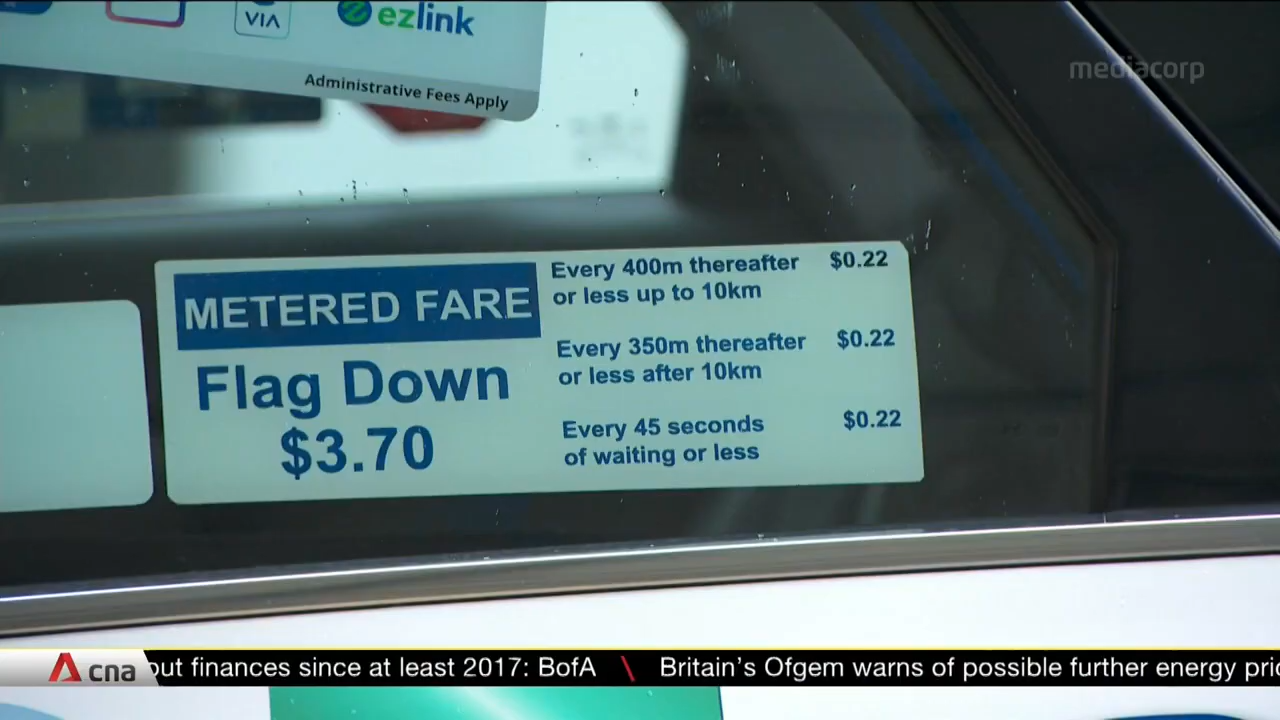 VIA
ezlink
Administrative Fees Apply
mediacorp
METERED FARE
Flag Down
$3.70
Every 400m thereafter $0.22
or less up to 10km
Every 350m thereafter $0.22
or less after 10km
Every 45 seconds $0.22
of waiting or less
cna
out finances since at least 2017: BofA \ Britain's Ofgem warns of possible further energy pric